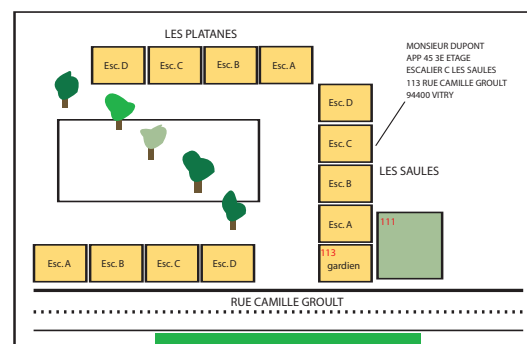 LES PLATANES
Esc. D
Esc. C
Esc. B
Esc. A
MONSIEUR DUPONT
APP 45 3E ETAGE
ESCALIER C LES SAULES
113 RUE CAMILLE GROULT
94400 VITRY
Esc. D
Esc. C
Esc. B
LES SAULES
Esc. A
111
113
gardien
Esc. A
Esc. B
Esc. C
Esc. D
RUE CAMILLE GROULT